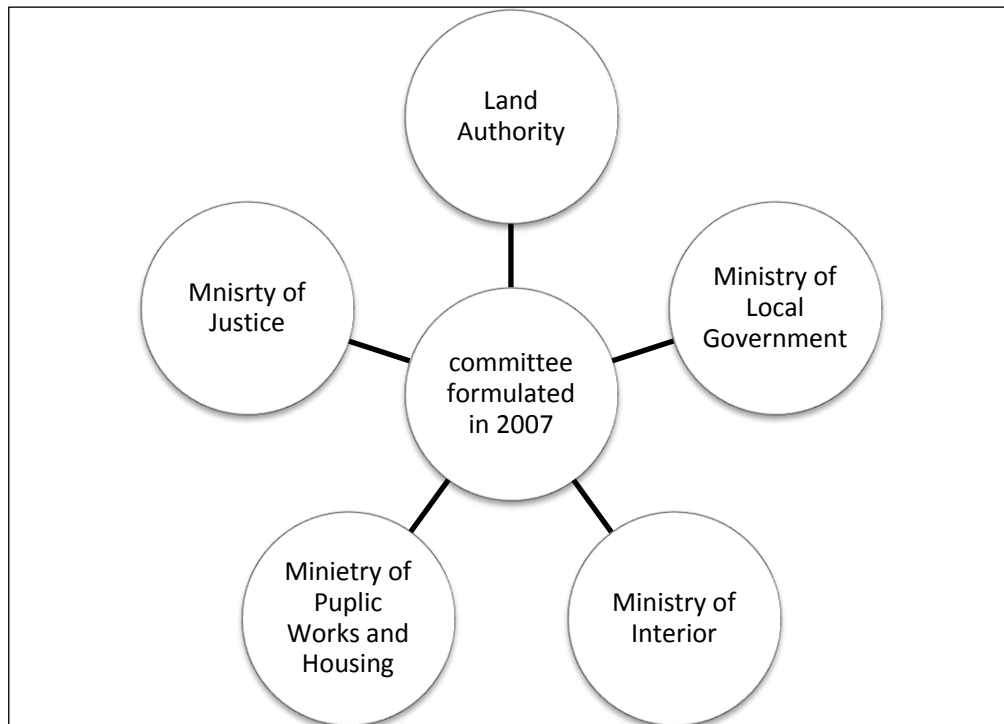 Land
Authority
Mnisrty of
Justice
Ministry of
Local
Government
committee
formulated
in 2007
Minietry of
Puplic
Works and
Housing
Ministry of
Interior